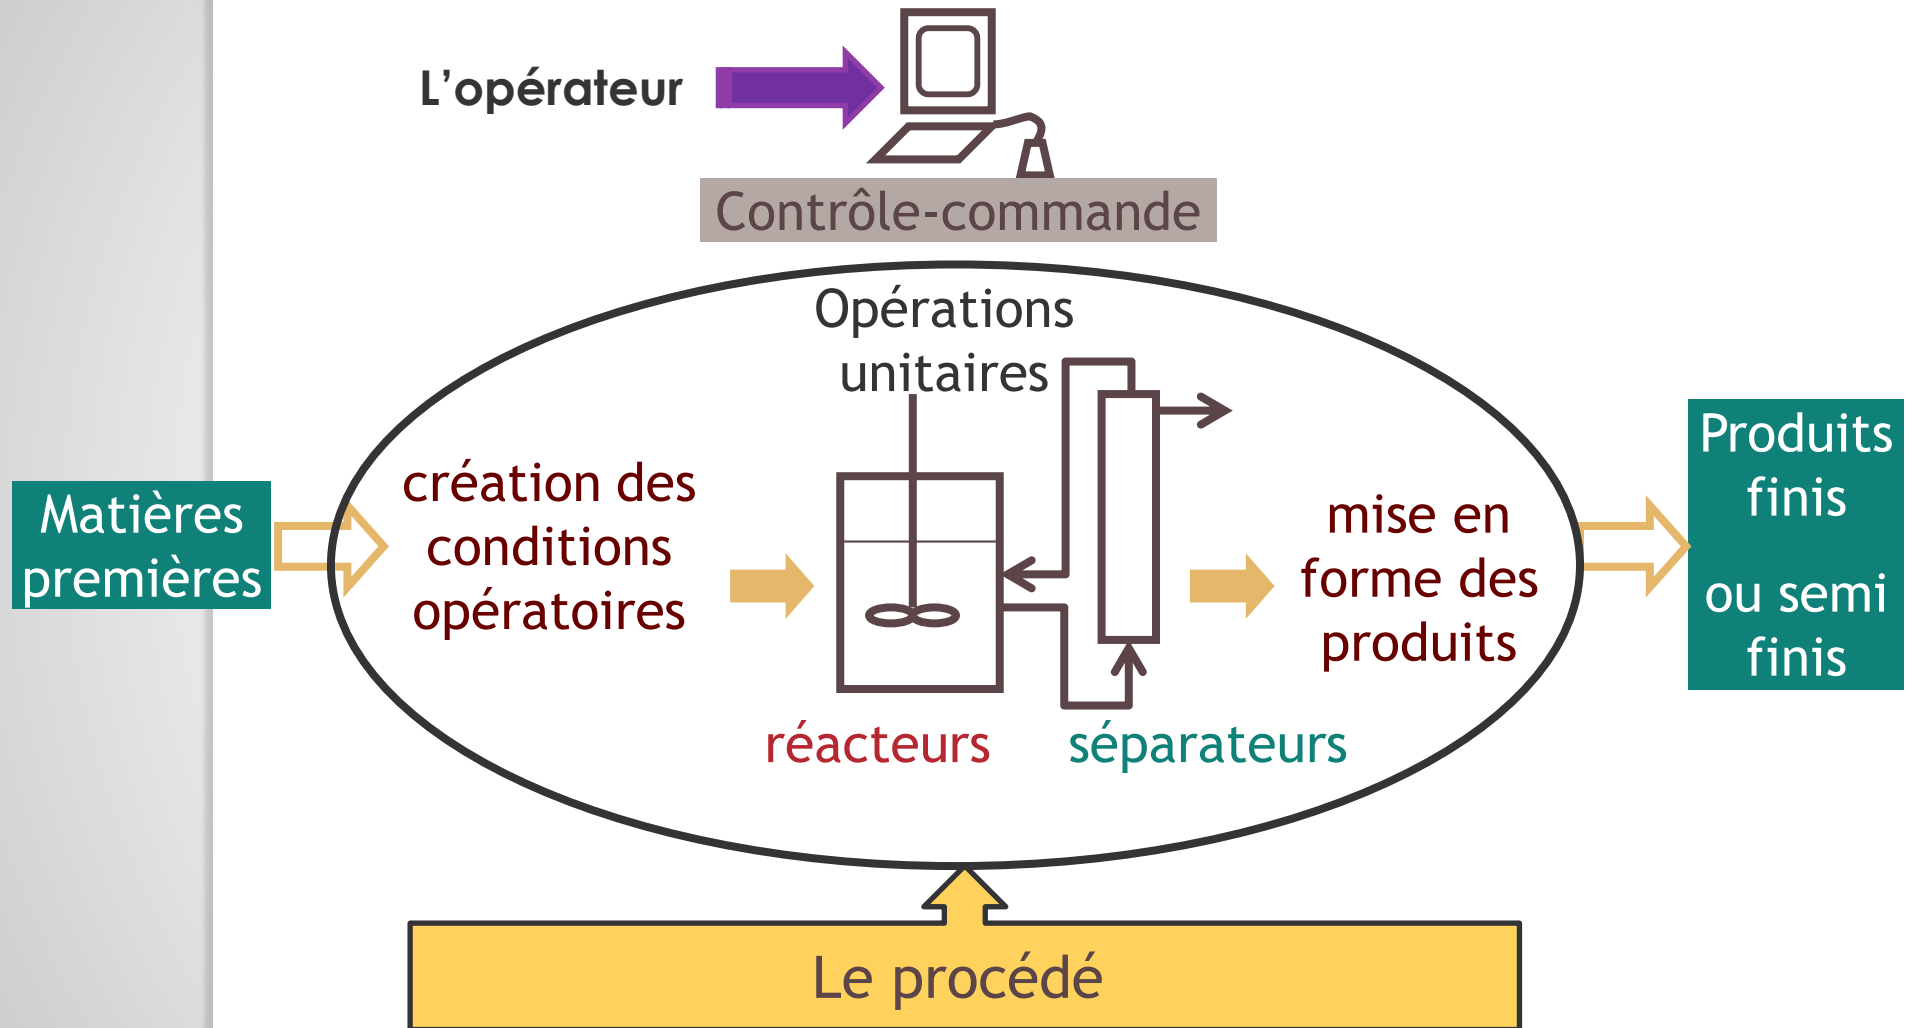 L'opérateur
Contrôle-commande
Opérations
unitaires
Matières
premières
création des
conditions
opératoires
réacteurs
séparateurs
mise en
forme des
produits
Produits
finis
ou semi
finis
Le procédé